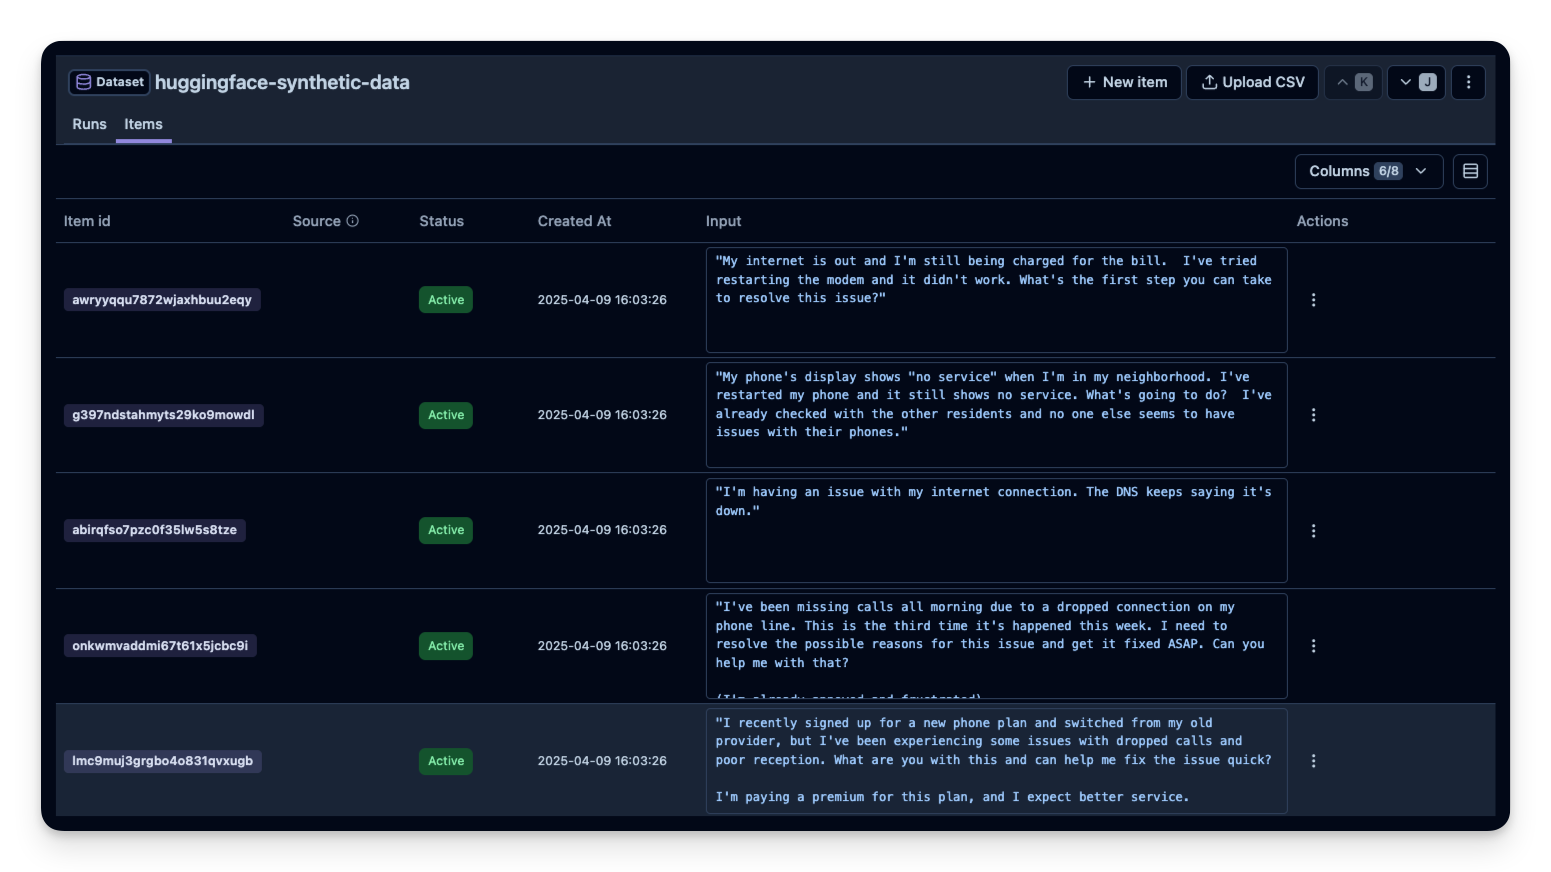 Dataset huggingface-synthetic-data
+ New item
Upload CSV
K
J
Runs Items
Columns 6/8
Item id Source Status Created At Input Actions
awryyqqu7872wjaxhbuu2eqy
Active
2025-04-09 16:03:26
"My internet is out and I'm still being charged for the bill.  I've tried
restarting the modem and it didn't work. What's the first step you can take
to resolve this issue?"
g397ndstahmyts29ko9mowdl
Active
2025-04-09 16:03:26
"My phone's display shows "no service" when I'm in my neighborhood. I've
restarted my phone and it still shows no service. What's going to do?  I've
already checked with the other residents and no one else seems to have
issues with their phones."
abirqfso7pzc0f35lw5s8tze
Active
2025-04-09 16:03:26
"I'm having an issue with my internet connection. The DNS keeps saying it's
down."
onkwmvaddmi67t61x5jcbc9i
Active
2025-04-09 16:03:26
"I've been missing calls all morning due to a dropped connection on my
phone line. This is the third time it's happened this week. I need to
resolve the possible reasons for this issue and get it fixed ASAP. Can you
help me with that?
(I'm already annoyed and frustrated)
lmc9muj3grgbo4o831qvxugb
Active
2025-04-09 16:03:26
"I recently signed up for a new phone plan and switched from my old
provider, but I've been experiencing some issues with dropped calls and
poor reception. What are you with this and can help me fix the issue quick?
I'm paying a premium for this plan, and I expect better service.